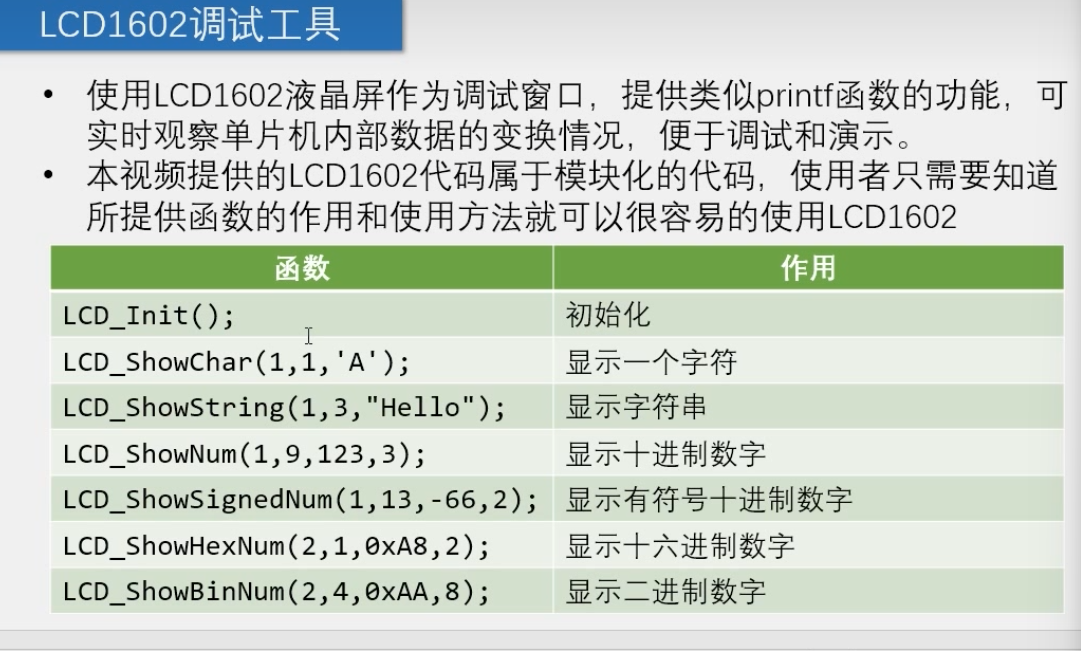 LCD1602调试工具
• 使用LCD1602液晶屏作为调试窗口，提供类似printf函数的功能，可
实时观察单片机内部数据的变换情况，便于调试和演示。
• 本视频提供的LCD1602代码属于模块化的代码，使用者只需要知道
所提供函数的作用和使用方法就可以很容易的使用LCD1602
函数 作用
LCD_Init(); 初始化
LCD_ShowChar(1,1,'A'); 显示一个字符
LCD_ShowString(1,3,"Hello"); 显示字符串
LCD_ShowNum(1,9,123,3); 显示十进制数字
LCD_ShowSignedNum(1,13,-66,2); 显示有符号十进制数字
LCD_ShowHexNum(2,1,0xA8,2); 显示十六进制数字
LCD_ShowBinNum(2,4,0xAA,8); 显示二进制数字